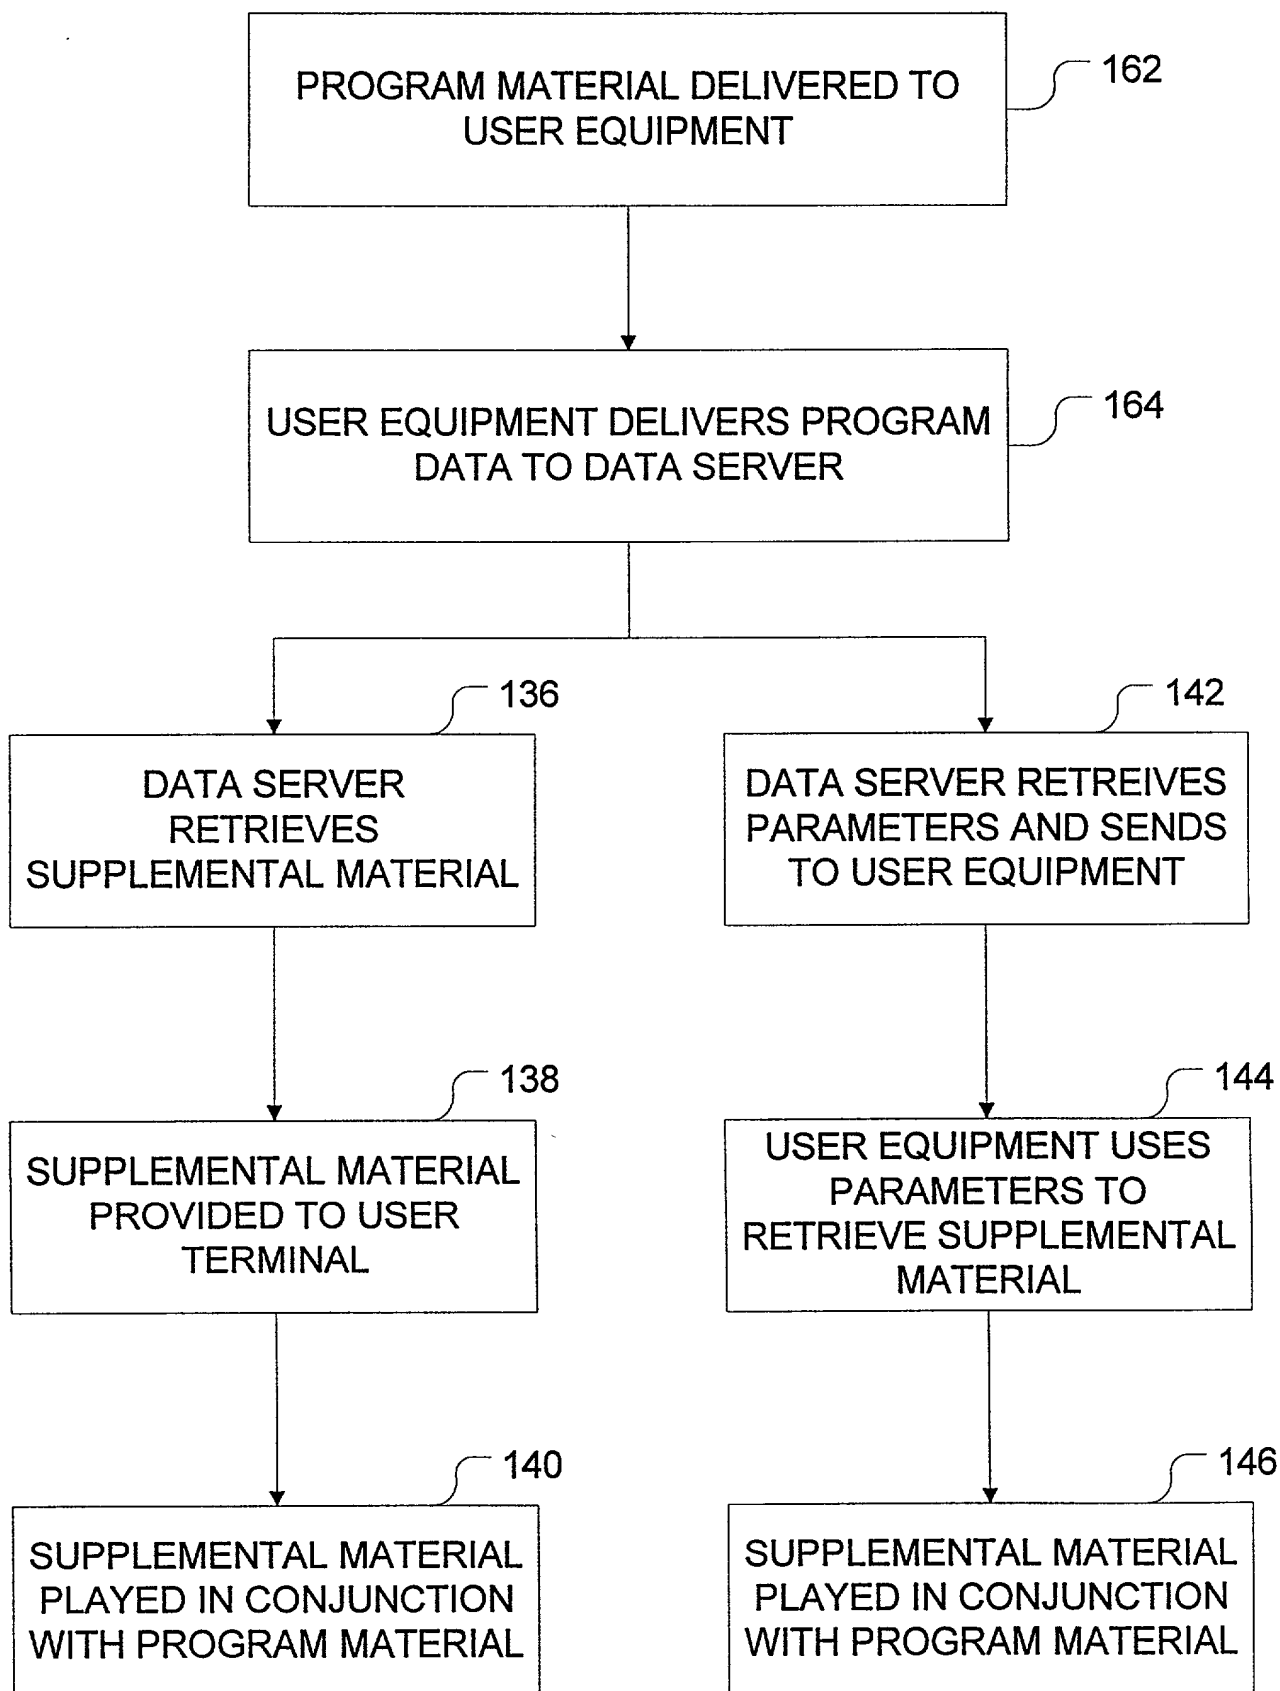 PROGRAM MATERIAL DELIVERED TO
USER EQUIPMENT
162
USER EQUIPMENT DELIVERS PROGRAM
DATA TO DATA SERVER
164
136
DATA SERVER
RETRIEVES
SUPPLEMENTAL MATERIAL
142
DATA SERVER RETREIVES
PARAMETERS AND SENDS
TO USER EQUIPMENT
138
SUPPLEMENTAL MATERIAL
PROVIDED TO USER
TERMINAL
144
USER EQUIPMENT USES
PARAMETERS TO
RETRIEVE SUPPLEMENTAL
MATERIAL
140
SUPPLEMENTAL MATERIAL
PLAYED IN CONJUNCTION
WITH PROGRAM MATERIAL
146
SUPPLEMENTAL MATERIAL
PLAYED IN CONJUNCTION
WITH PROGRAM MATERIAL